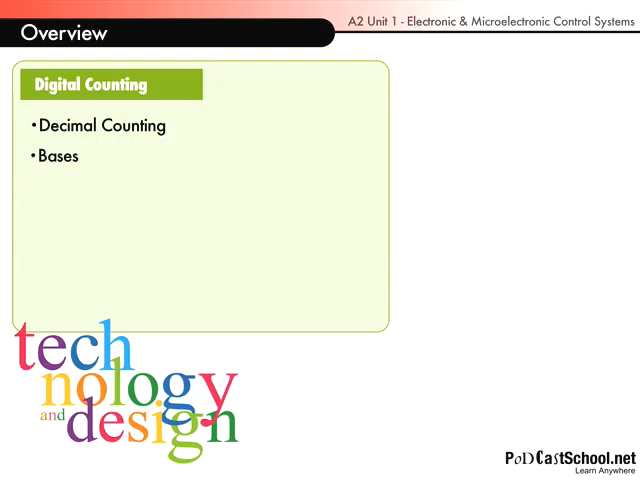 A2 Unit 1 - Electronic & Microelectronic Control Systems
Overview
Digital Counting
•Decimal Counting
•Bases
tech
nology
and design
PoDCastSchool.net
Learn Anywhere